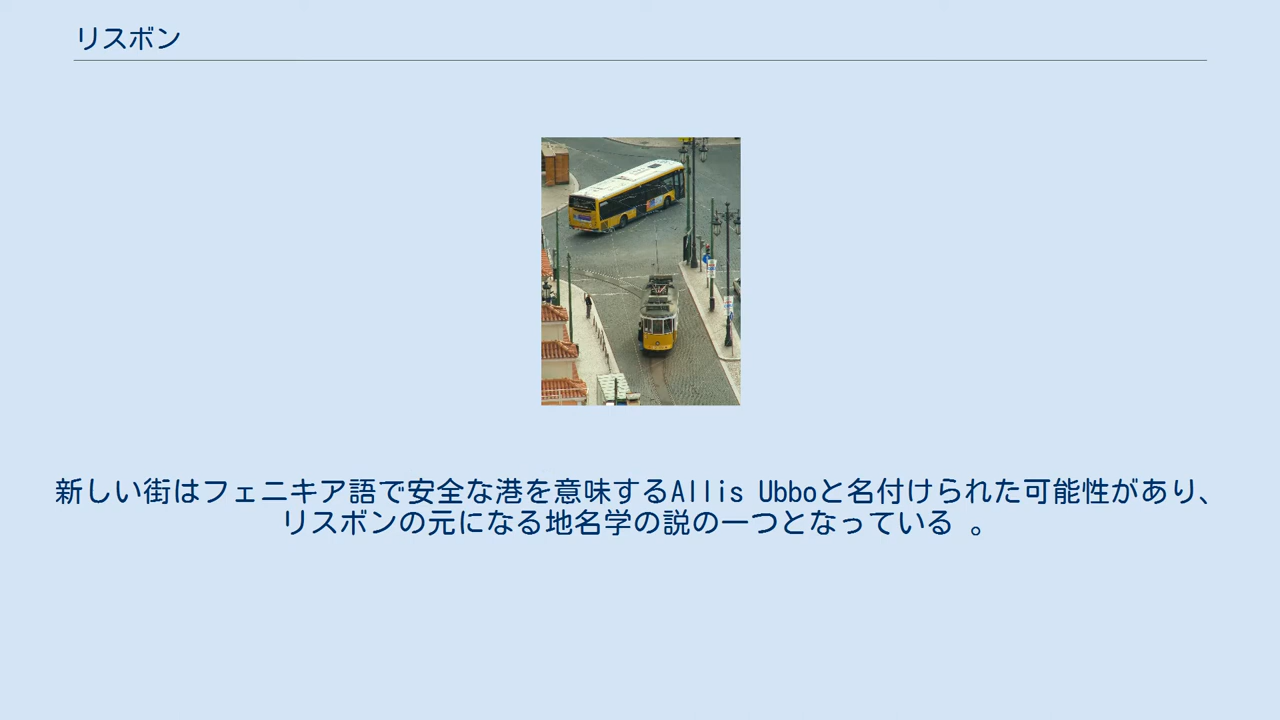 リスボン
新しい街はフェニキア語で安全な港を意味するAllis Ubboと名付けられた可能性があり、
リスボンの元になる地名学の説の一つとなっている 。